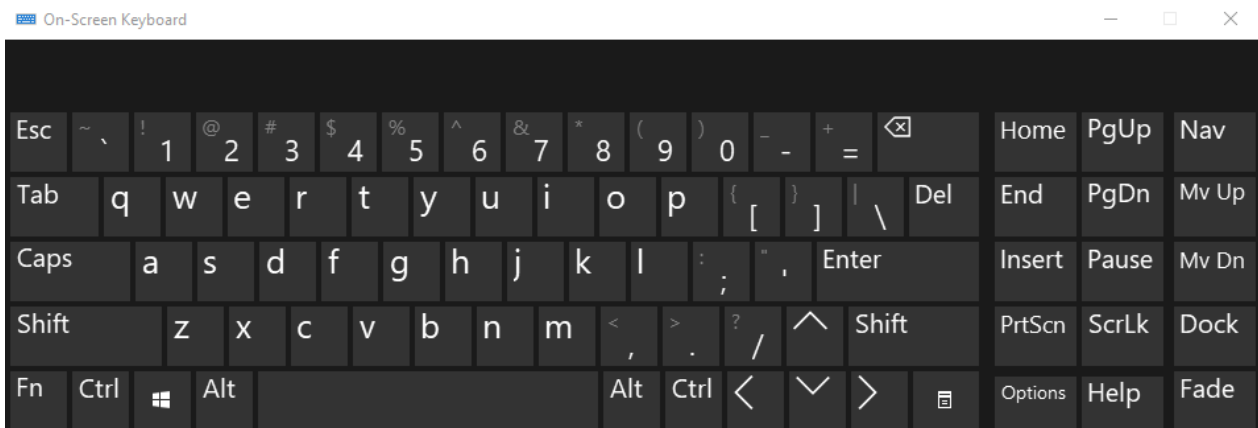 On-Screen Keyboard
Esc ~ ` ! 1 @ 2 # 3 $ 4 % 5 ^ 6 & 7 * 8 ( 9 ) 0 _ - + = Home PgUp Nav
Tab q w e r t y u i o p { [ } ] | \ Del End PgDn Mv Up
Caps a s d f g h j k l : ; " ' Enter Insert Pause Mv Dn
Shift z x c v b n m < , > . ? / Shift PrtScn ScrLk Dock
Fn Ctrl Alt Alt Ctrl Options Help Fade